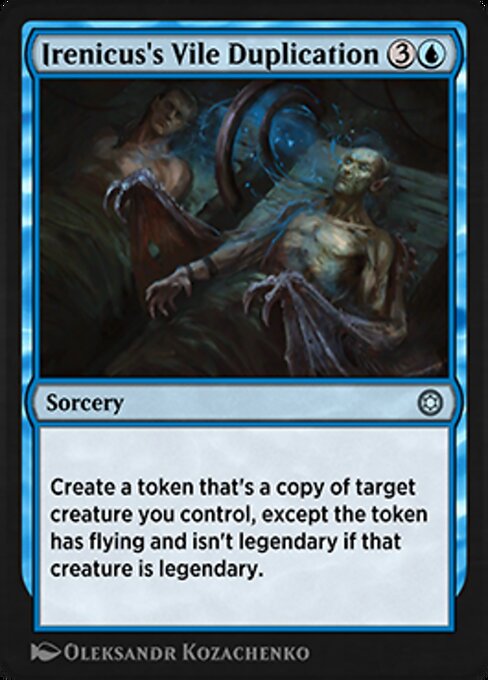 Irenicus's Vile Duplication 3
Sorcery
Create a token that's a copy of target
creature you control, except the token
has flying and isn't legendary if that
creature is legendary.
Oleksandr Kozachenko